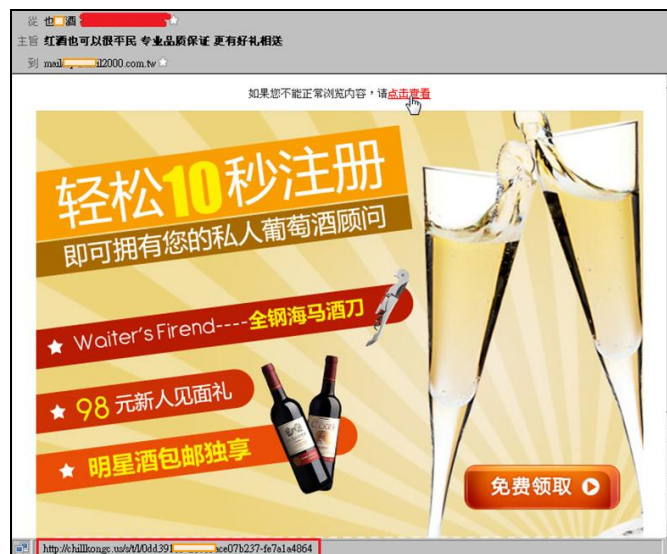 從 也 酒
主旨 红酒也可以很平民 专业品质保证 更有好礼相送
到 mail il2000.com.tw
如果您不能正常浏览内容，请点击查看
轻松10秒注册
即可拥有您的私人葡萄酒顾问
Waiter's Firend----全钢海马酒刀
98 元新人见面礼
明星酒包邮独享
免费领取
http://chillkongc.us/s/t/l/0dd391 ace07b237-fe7a1a4864